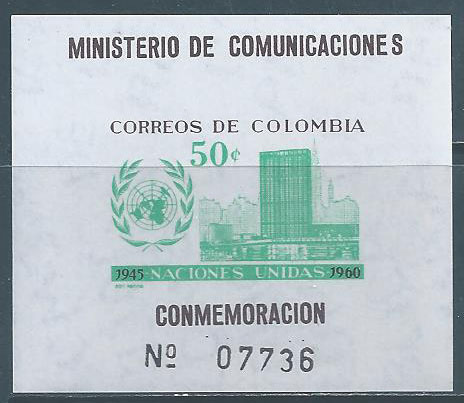 MINISTERIO DE COMUNICACIONES
CORREOS DE COLOMBIA
50¢
1945 NACIONES UNIDAS 1960
CONMEMORACION
Nº 07736